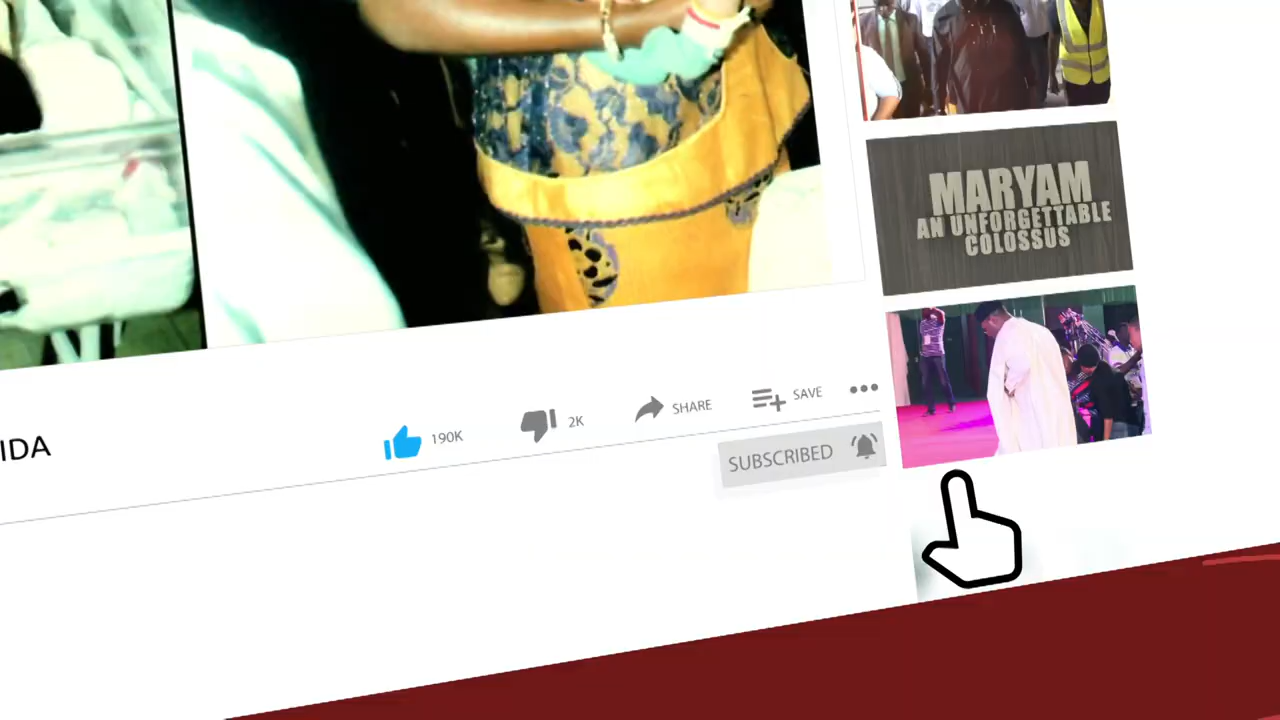 MARYAM
AN UNFORGETTABLE
COLOSSUS
IDA
190K
2K
SHARE
SAVE
SUBSCRIBED